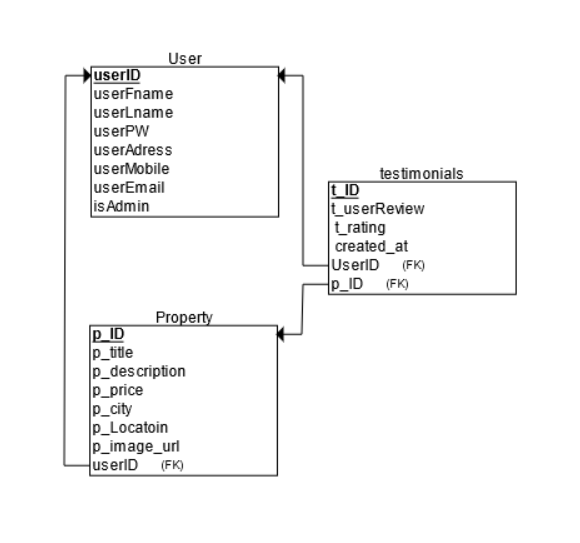 User
userID
userFname
userLname
userPW
userAdress
userMobile
userEmail
isAdmin
testimonials
t_ID
t_userReview
t_rating
created_at
UserID (FK)
p_ID (FK)
Property
p_ID
p_title
p_description
p_price
p_city
p_Locatoin
p_image_url
userID (FK)